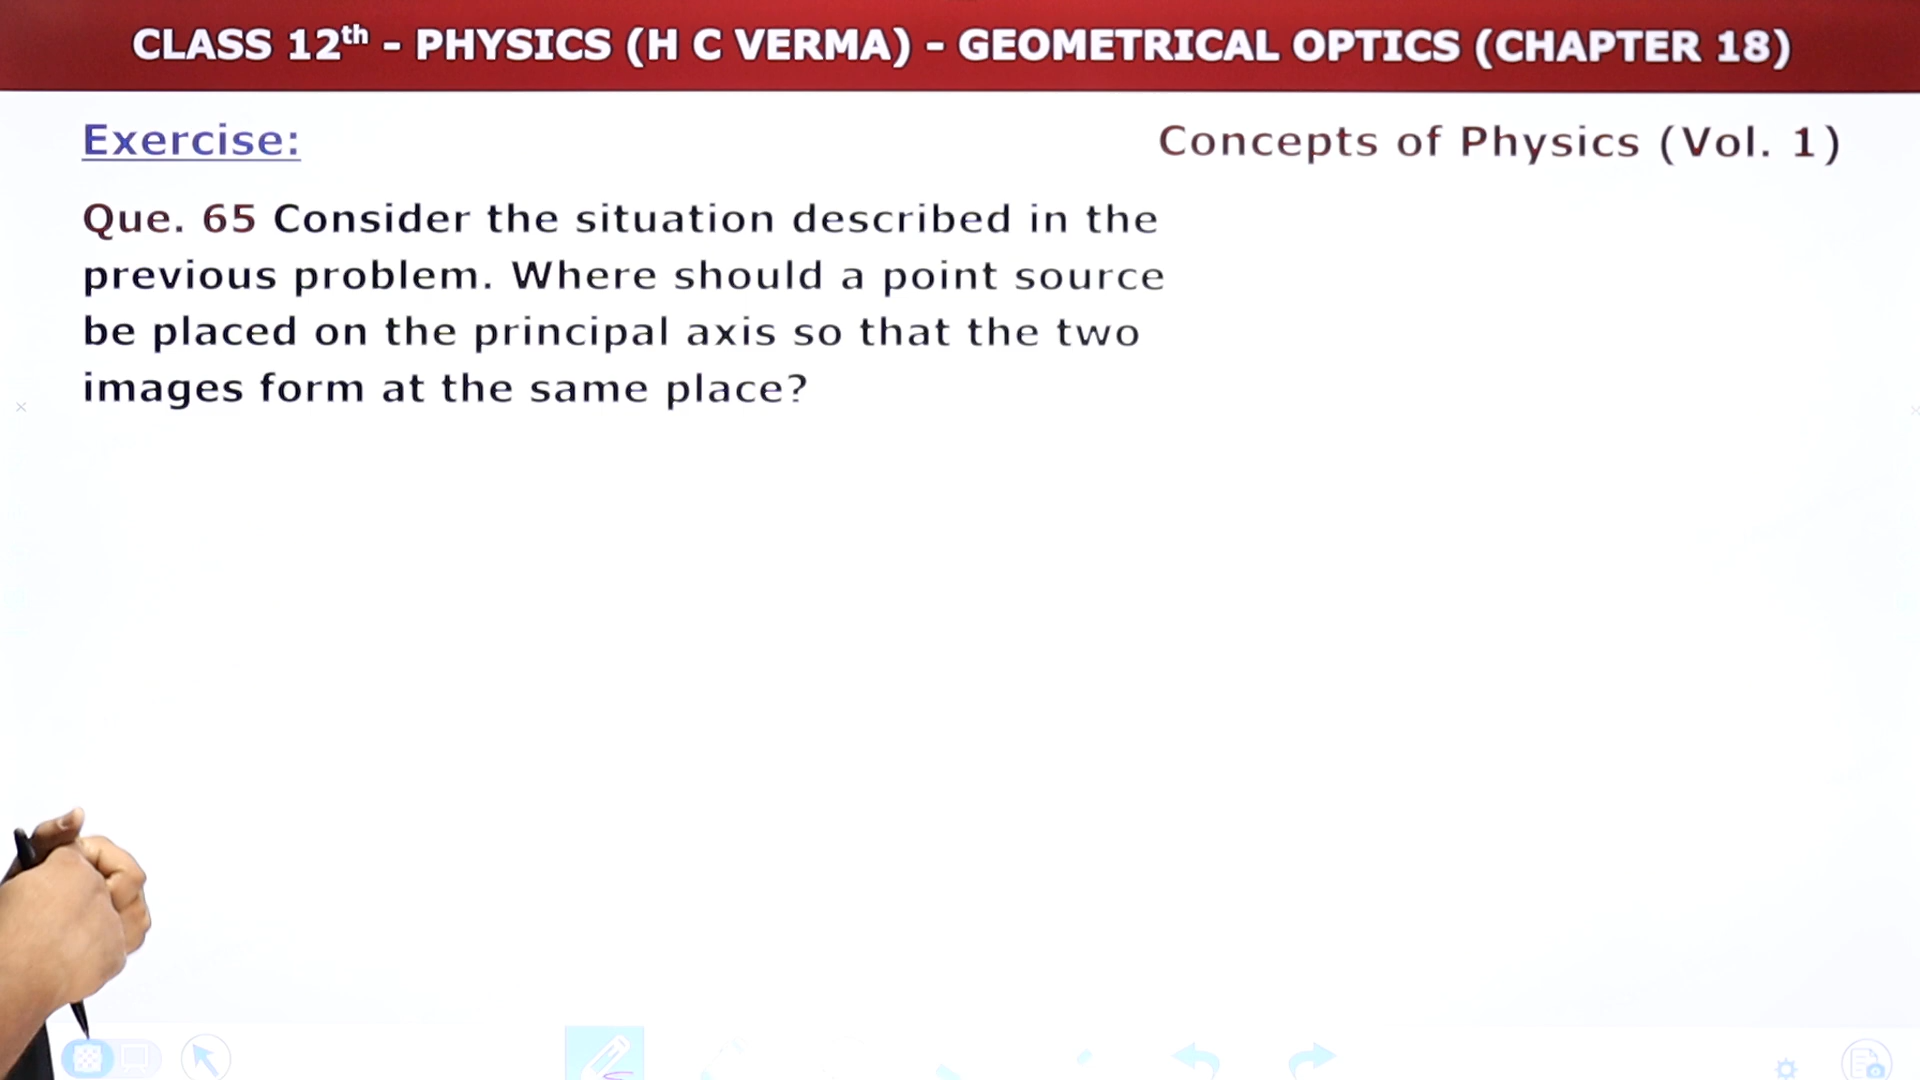 CLASS 12th - PHYSICS (H C VERMA) - GEOMETRICAL OPTICS (CHAPTER 18)
Exercise:
Concepts of Physics (Vol. 1)
Que. 65 Consider the situation described in the
previous problem. Where should a point source
be placed on the principal axis so that the two
images form at the same place?